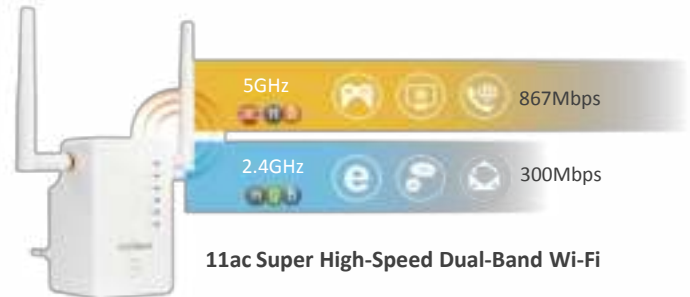 5GHz
867Mbps
2.4GHz
300Mbps
11ac Super High-Speed Dual-Band Wi-Fi